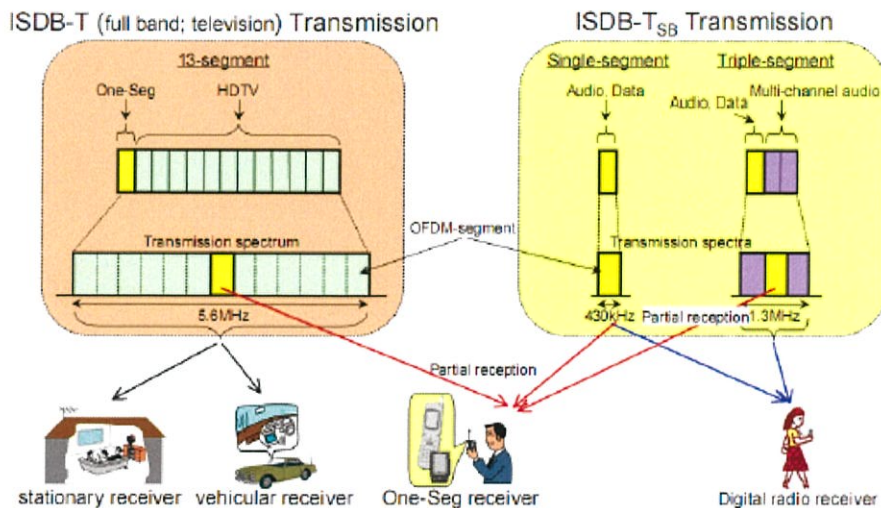 ISDB-T (full band; television) Transmission
13-segment
One-Seg
HDTV
Transmission spectrum
5.6MHz
ISDB-T_SB Transmission
Single-segment
Triple-segment
Audio, Data
Audio, Data
Multi-channel audio
OFDM-segment
Transmission spectra
430kHz
Partial reception
1.3MHz
Partial reception
stationary receiver
vehicular receiver
One-Seg receiver
Digital radio receiver